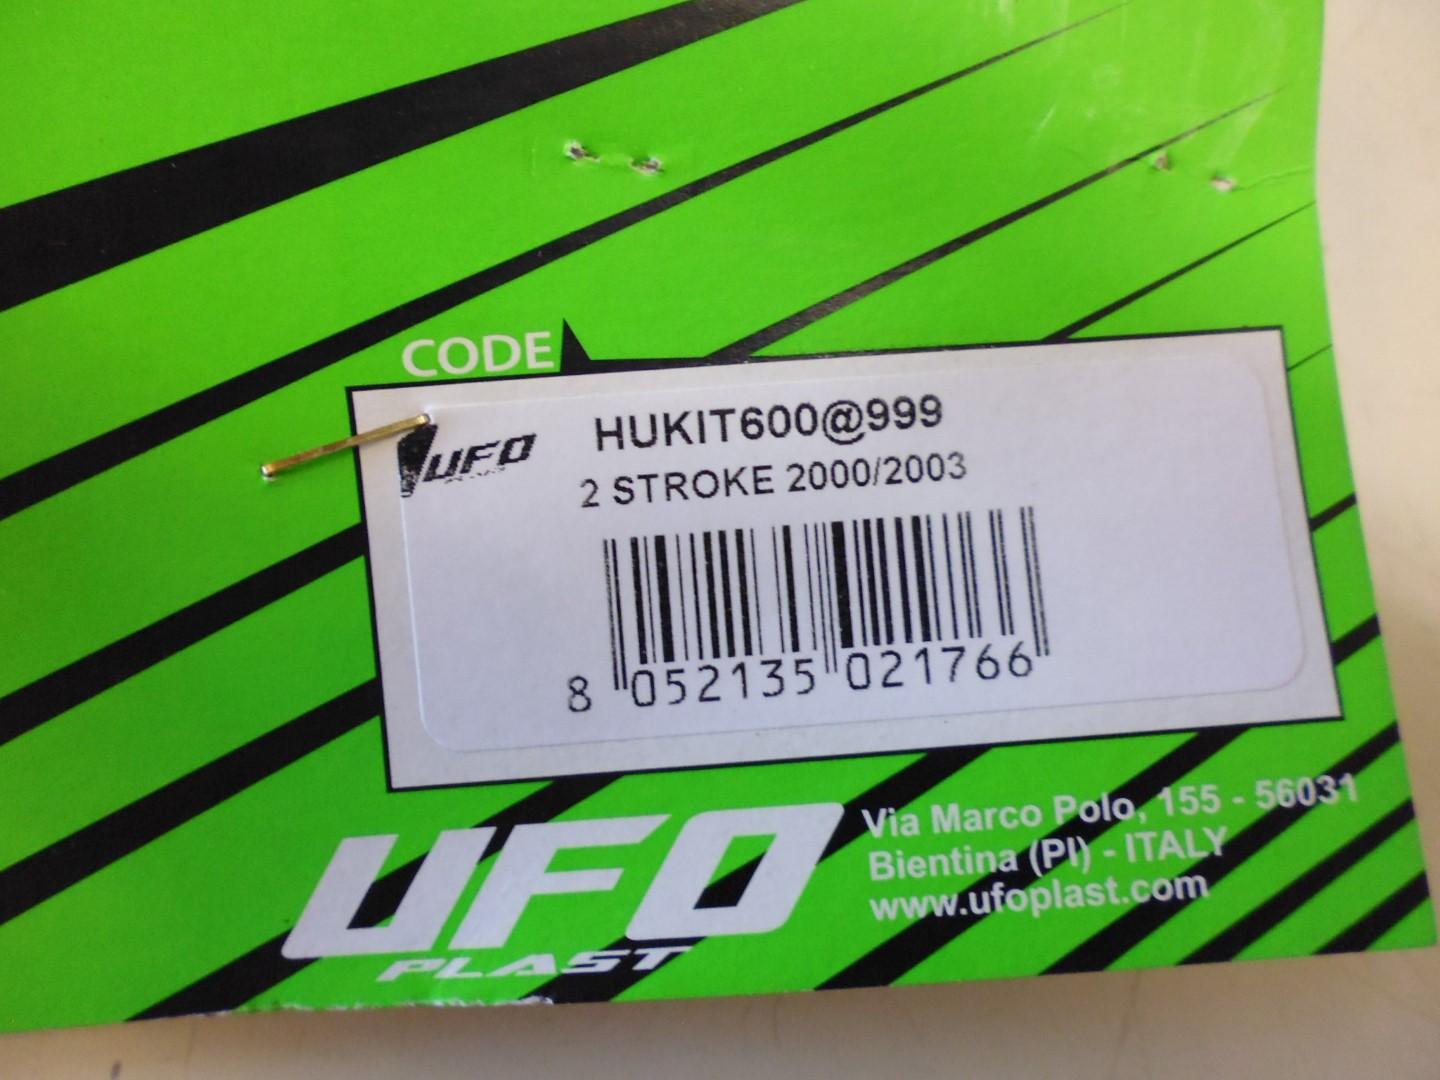 CODE
UFO
HUKIT600@999
2 STROKE 2000/2003
8 052135 021766
UFO
PLAST
Via Marco Polo, 155 - 56031
Bientina (PI) - ITALY
www.ufoplast.com